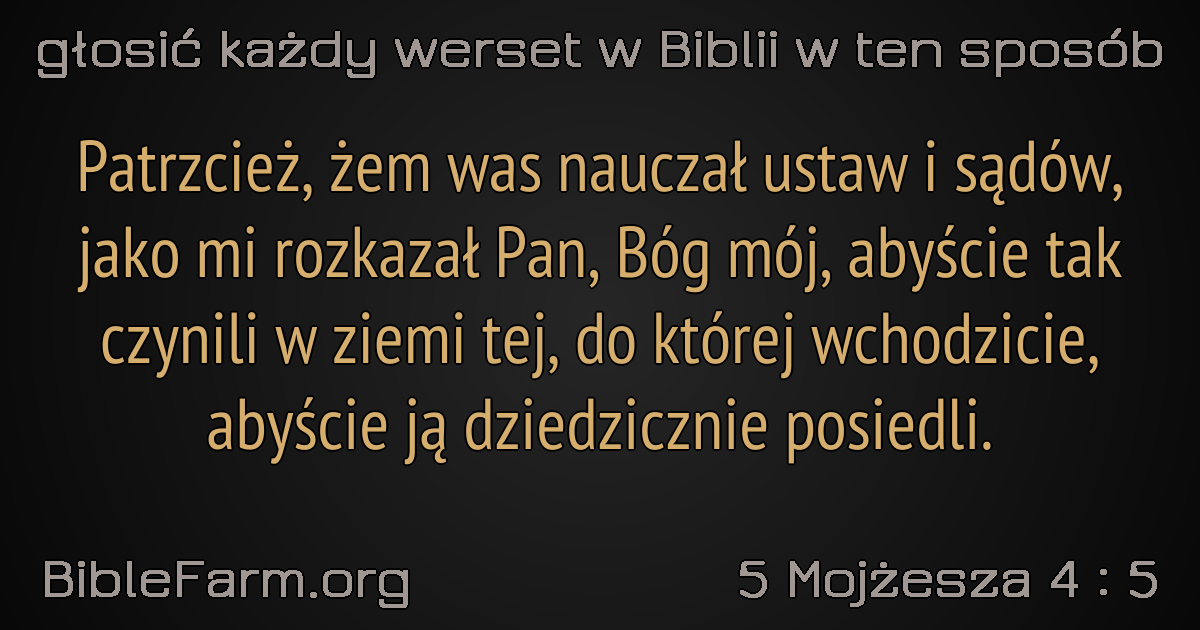 głosić każdy werset w Biblii w ten sposób
Patrzcież, żem was nauczał ustaw i sądów,
jako mi rozkazał Pan, Bóg mój, abyście tak
czynili w ziemi tej, do której wchodzicie,
abyście ją dziedzicznie posiedli.
BibleFarm.org
5 Mojżesza 4 : 5